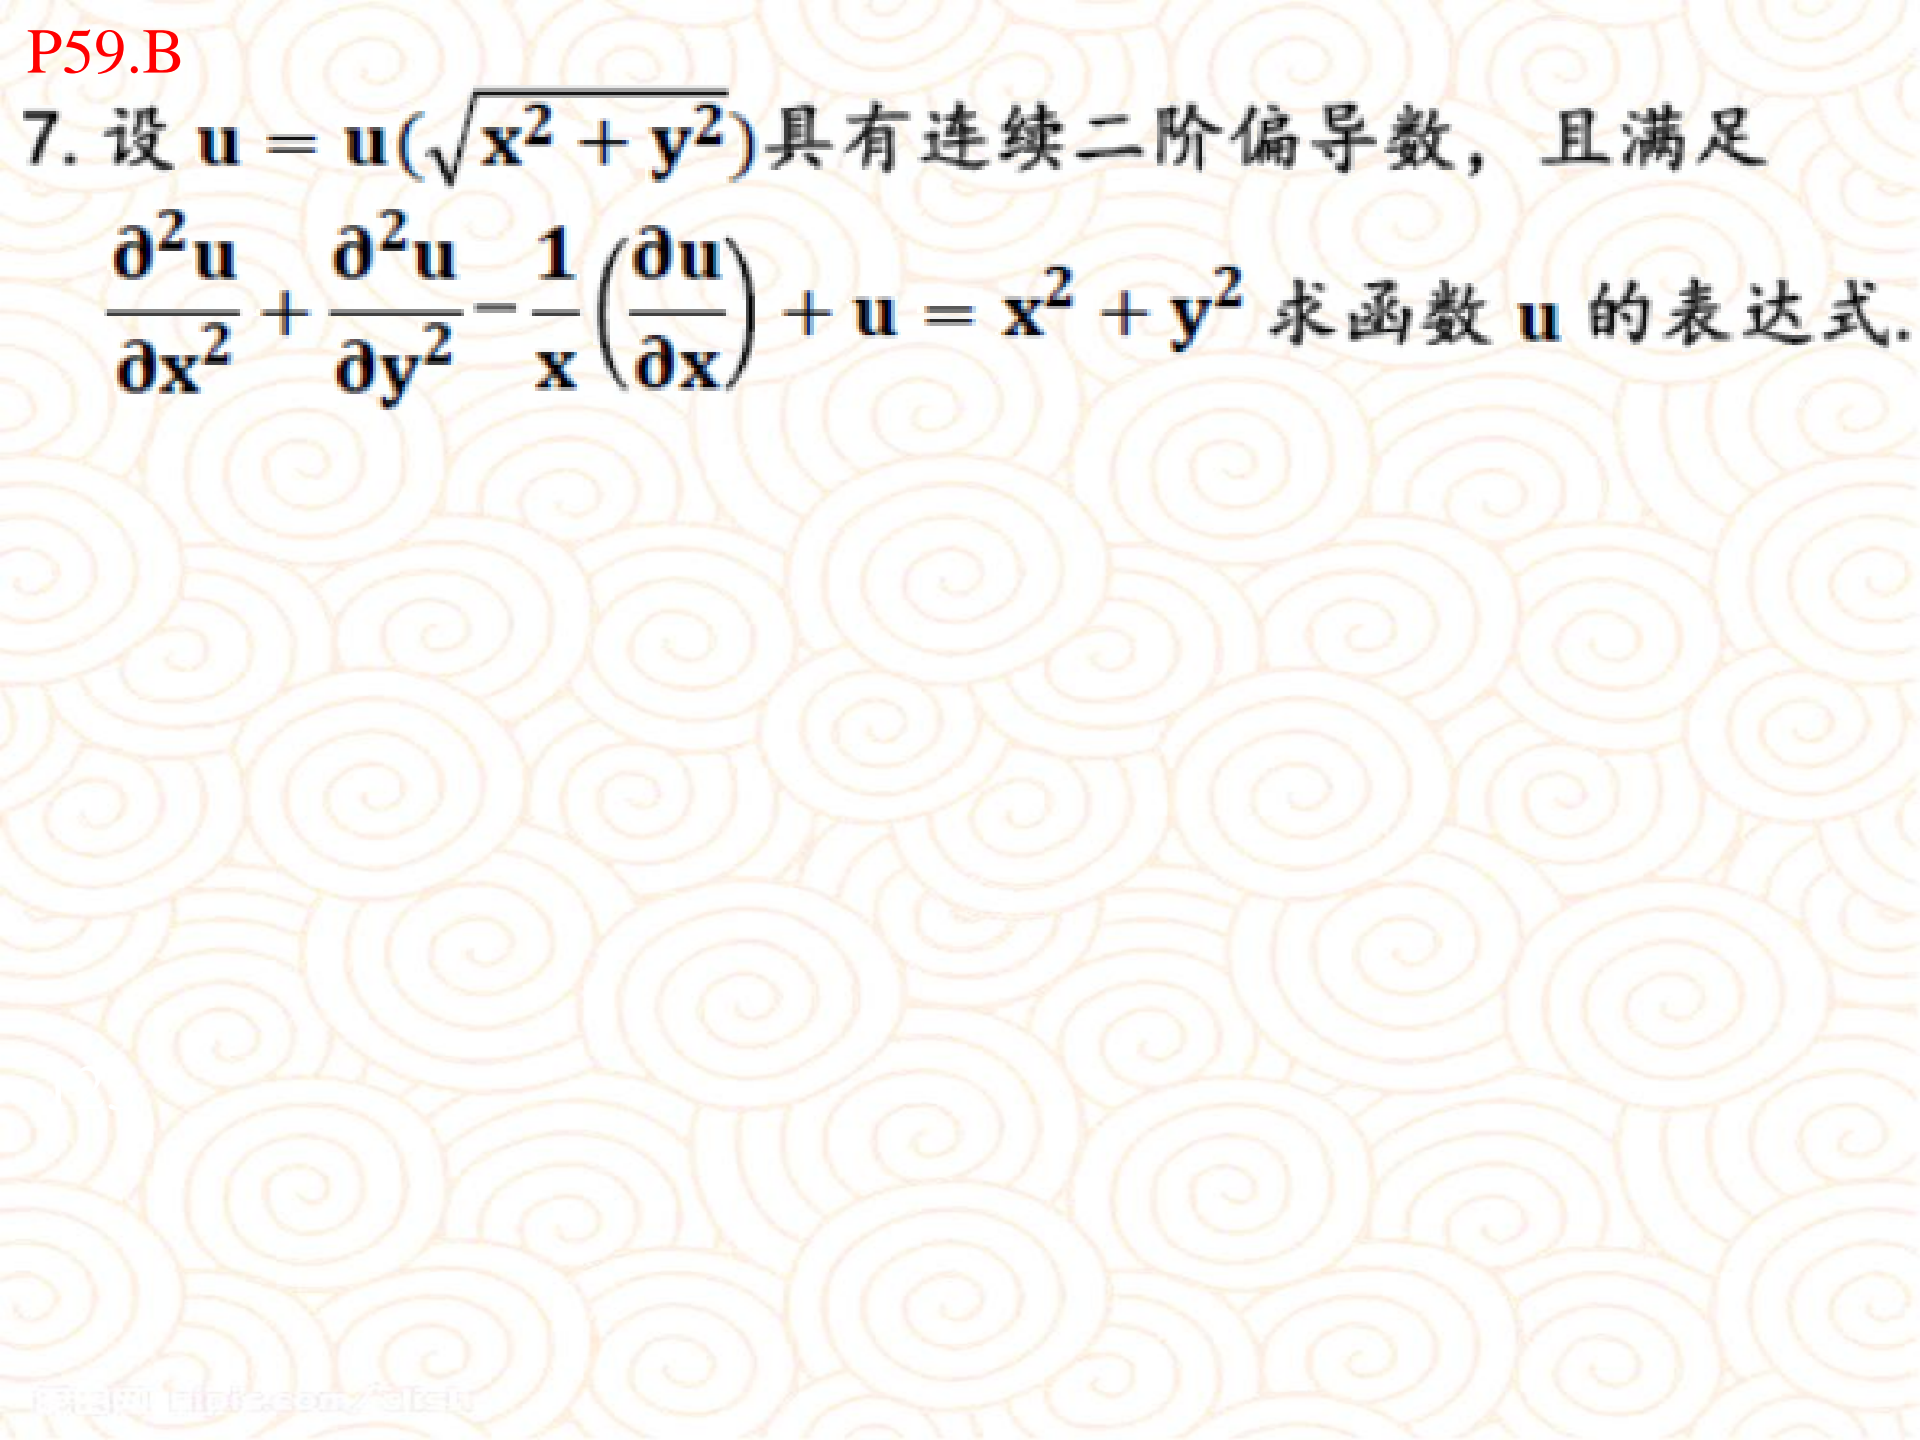 P59.B
7. 设 u = u(√(x² + y²))具有连续二阶偏导数，且满足
∂²u/∂x² + ∂²u/∂y² − 1/x (∂u/∂x) + u = x² + y² 求函数 u 的表达式.